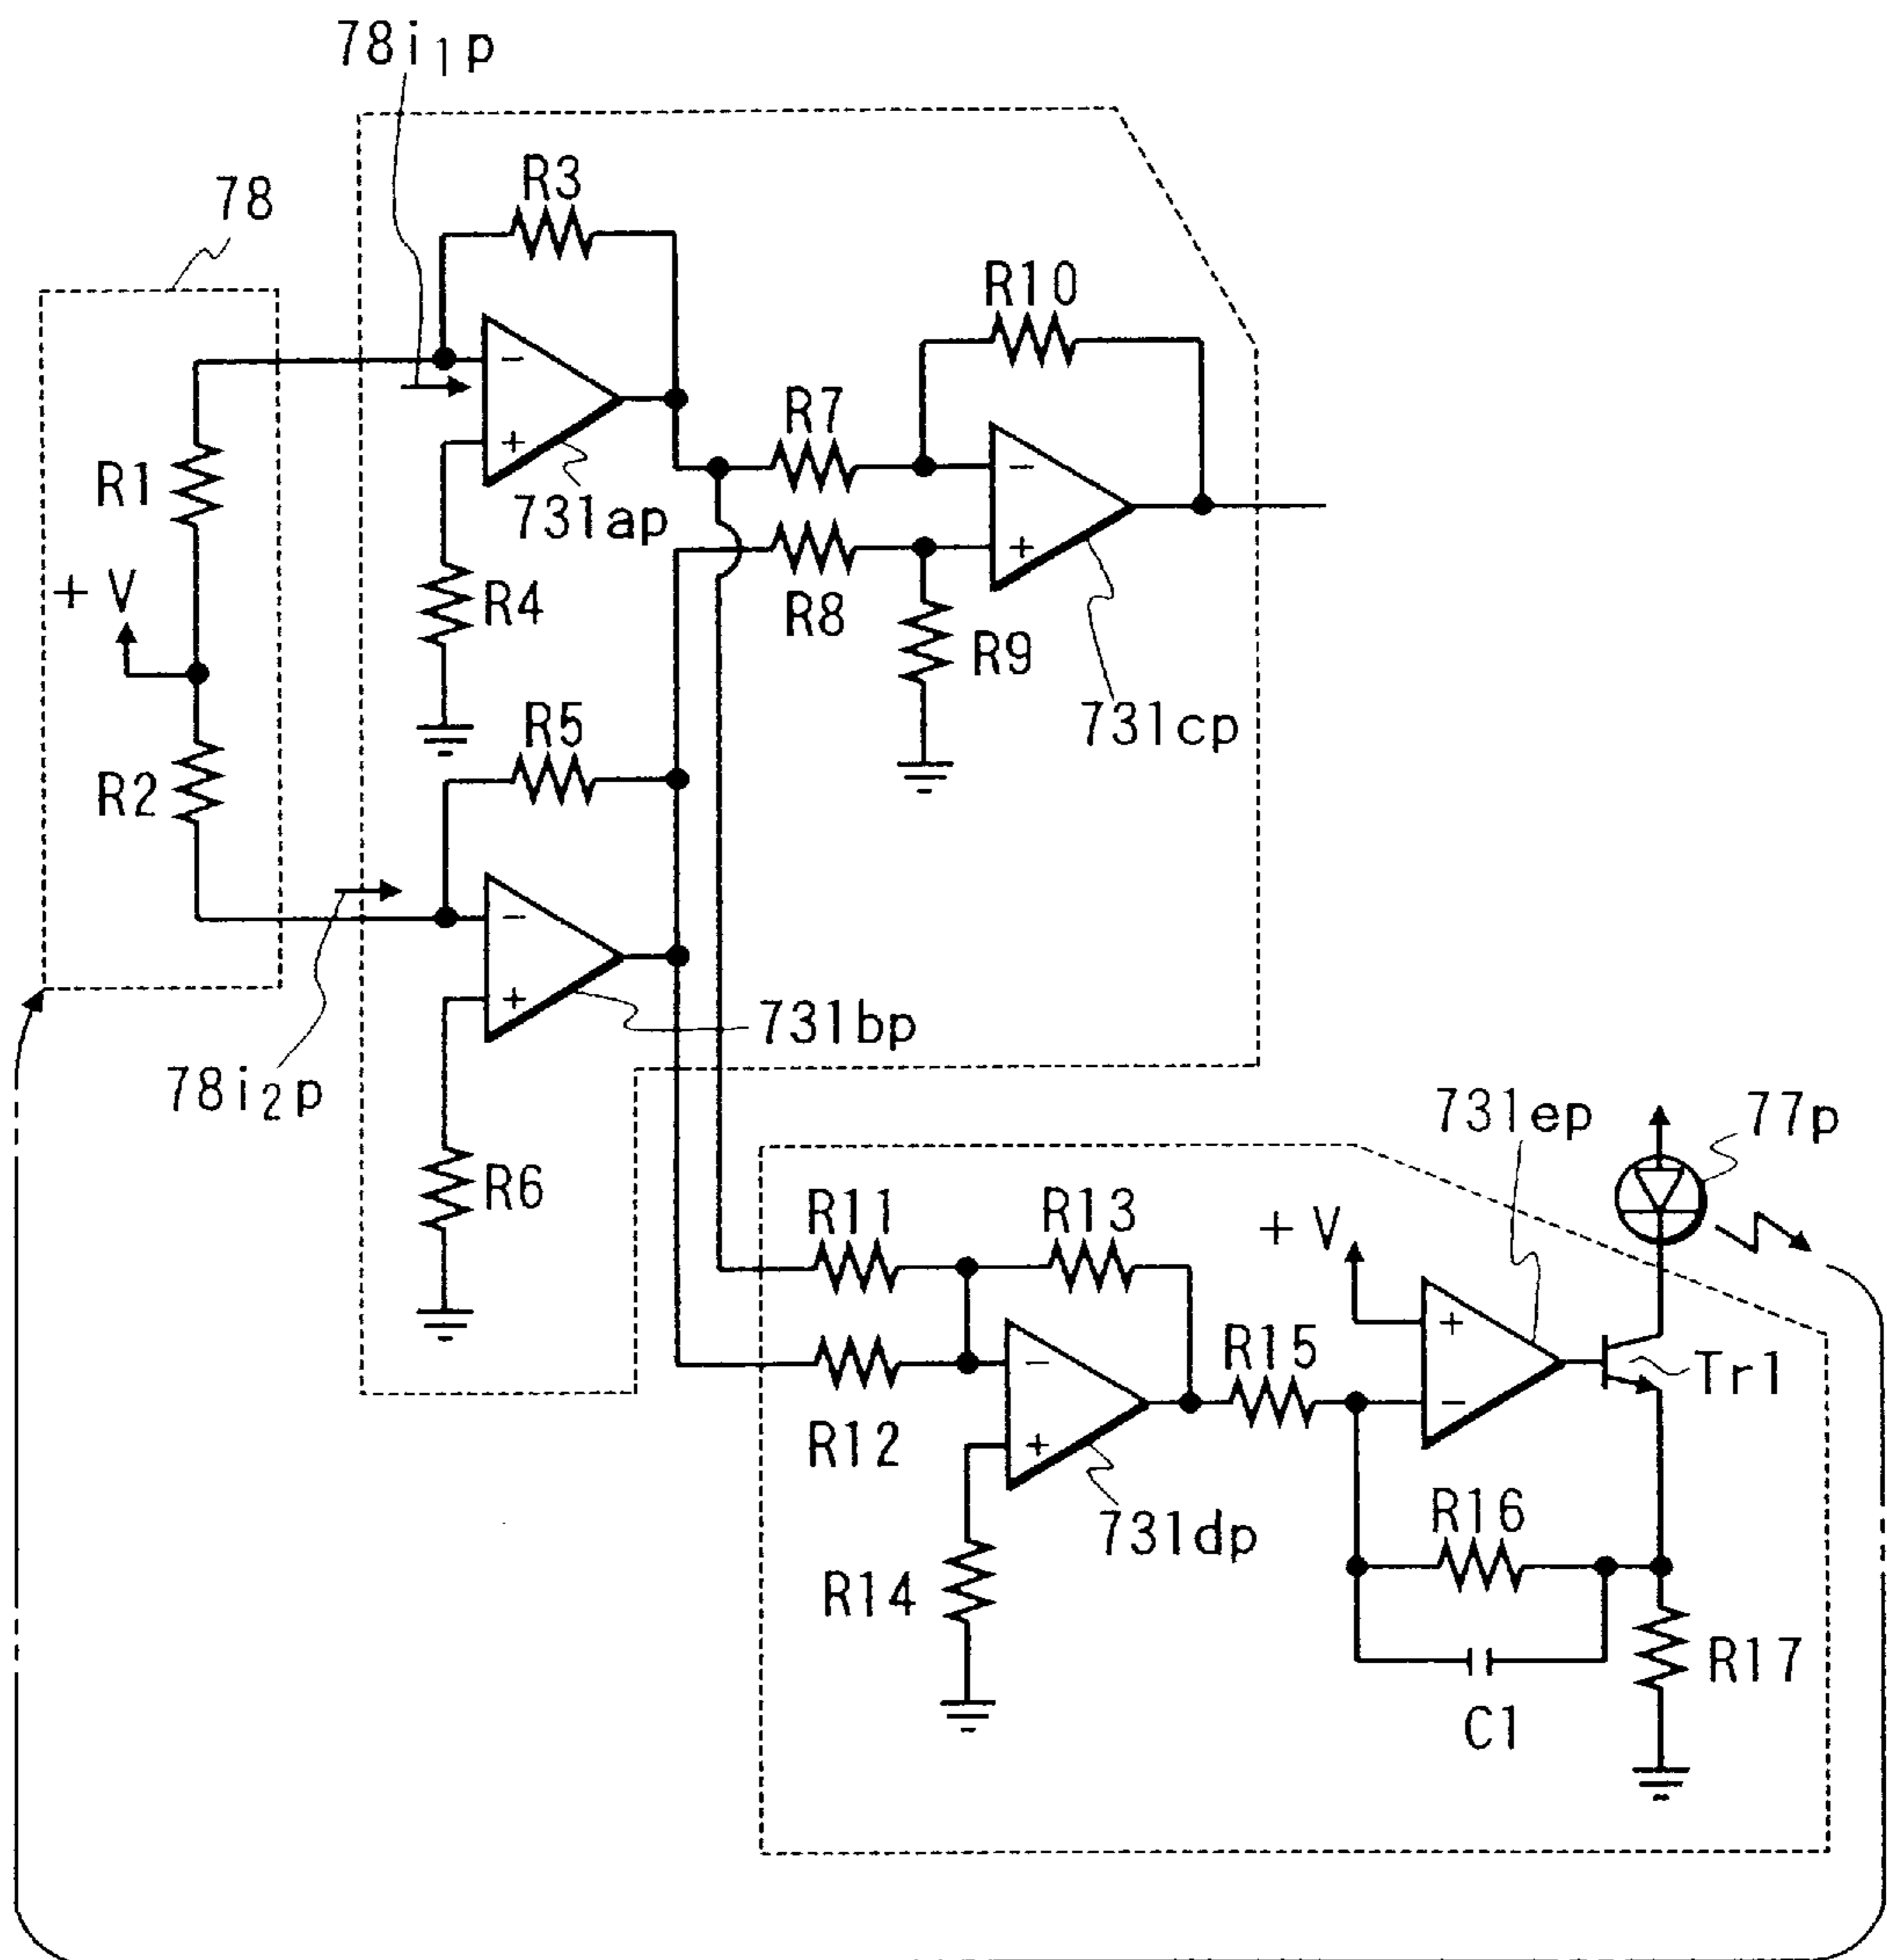 78i1p
R3
78
R10
R7
R1
731ap
+ V
R4
R8
R9
R5
731cp
R2
731bp
78i2p
731ep
77p
R6
R11
R13
+ V
R15
Tr1
R12
R16
731dp
R14
R17
C1